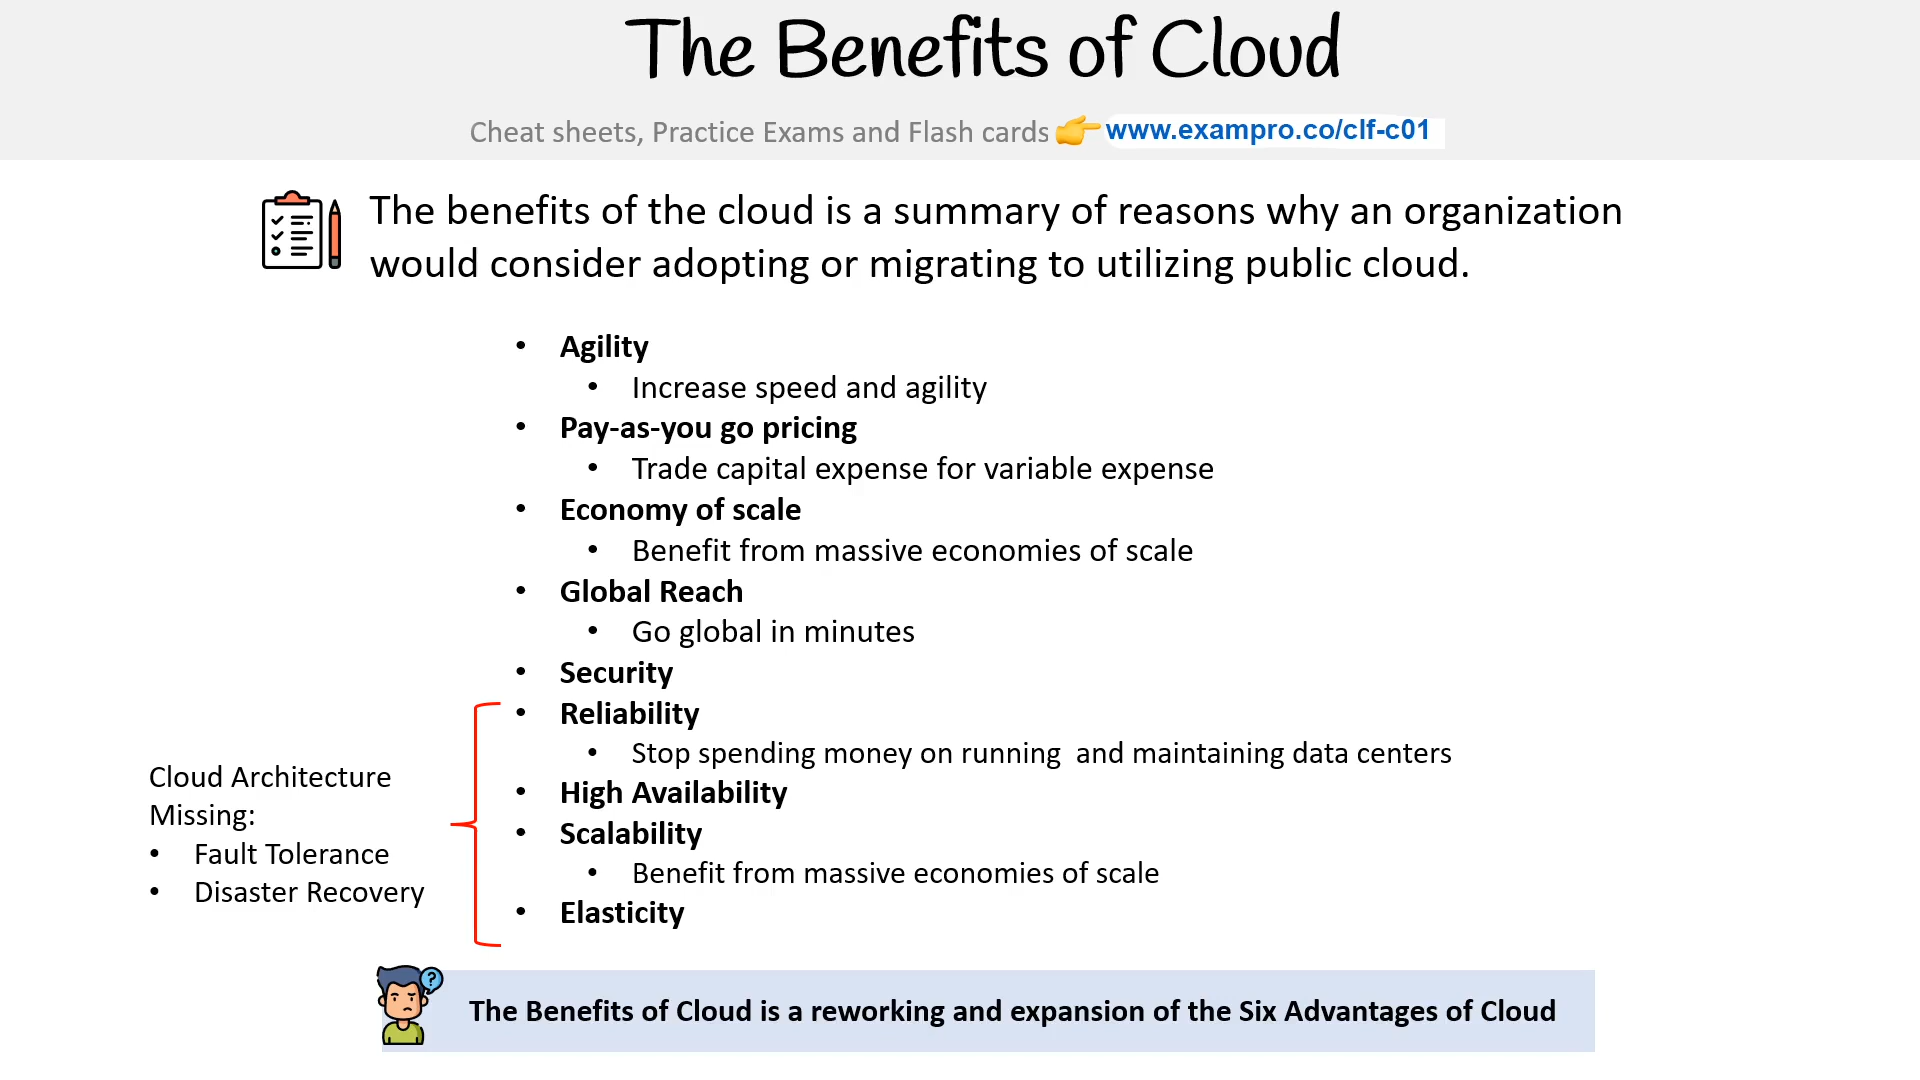 The Benefits of Cloud
Cheat sheets, Practice Exams and Flash cards 👉 www.exampro.co/clf-c01
The benefits of the cloud is a summary of reasons why an organization
would consider adopting or migrating to utilizing public cloud.
• Agility
• Increase speed and agility
• Pay-as-you go pricing
• Trade capital expense for variable expense
• Economy of scale
• Benefit from massive economies of scale
• Global Reach
• Go global in minutes
• Security
• Reliability
• Stop spending money on running  and maintaining data centers
• High Availability
• Scalability
• Benefit from massive economies of scale
• Elasticity
Cloud Architecture
Missing:
• Fault Tolerance
• Disaster Recovery
?
The Benefits of Cloud is a reworking and expansion of the Six Advantages of Cloud